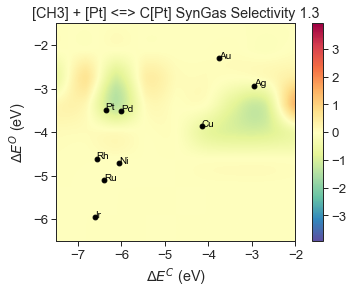 [CH3] + [Pt] <=> C[Pt] SynGas Selectivity 1.3
−2
−3
−4
−5
−6
ΔE^O (eV)
Au
Ag
Pt
Pd
Cu
Rh
Ni
Ru
Ir
3
2
1
0
−1
−2
−3
−7 −6 −5 −4 −3 −2
ΔE^C (eV)